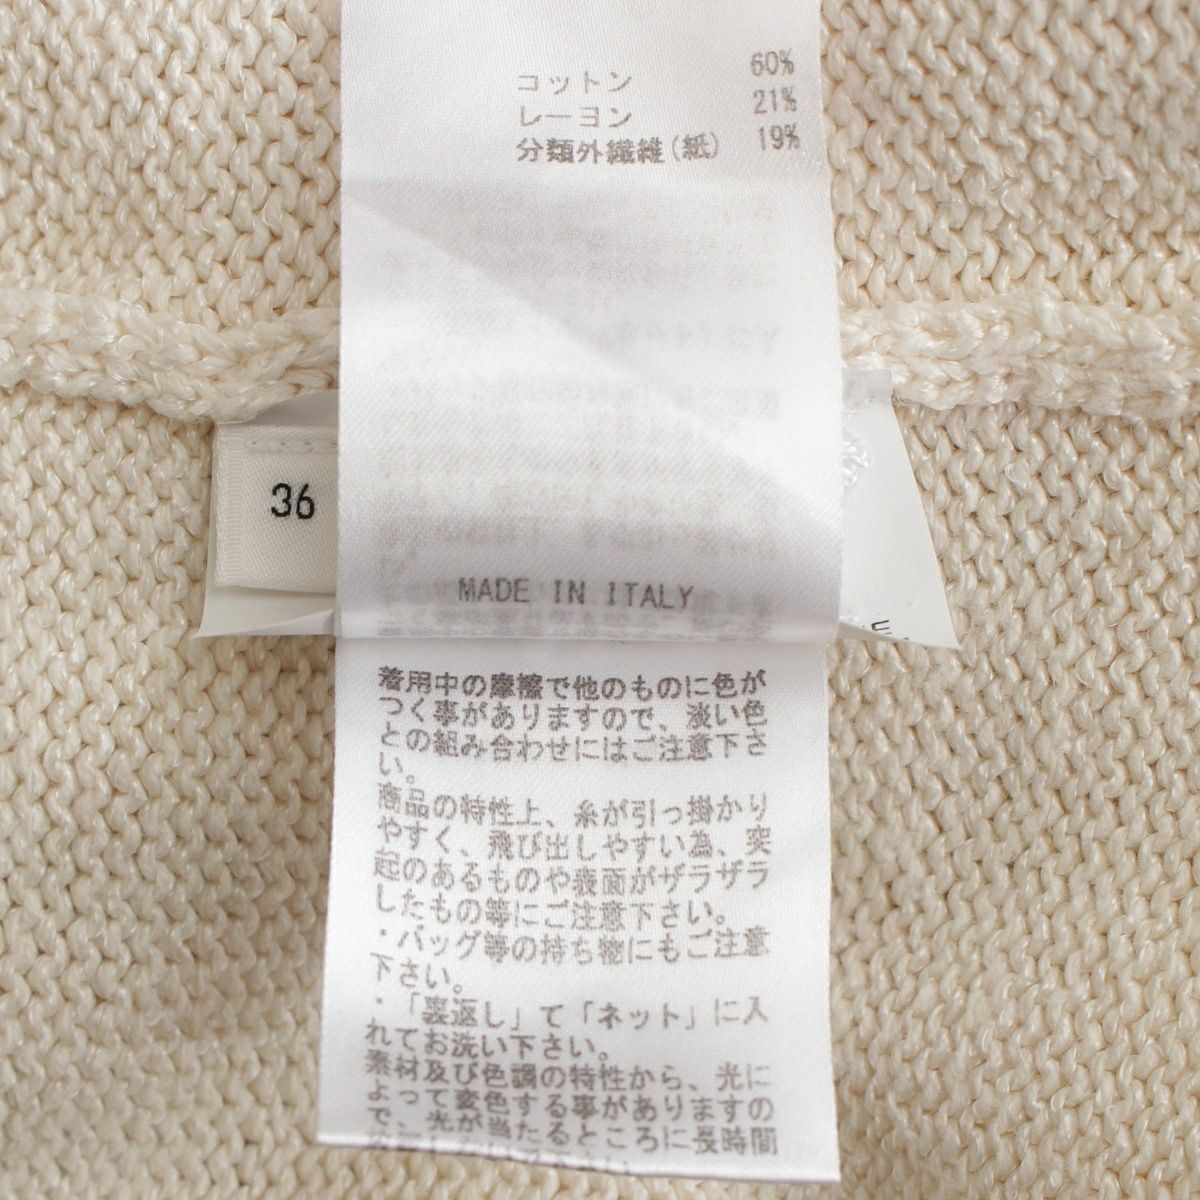 コットン 60%
レーヨン 21%
分類外繊維(紙) 19%
36
MADE IN ITALY
着用中の摩擦で他のものに色が
つく事がありますので、淡い色
との組み合わせにはご注意下さ
い。
商品の特性上、糸が引っ掛かり
やすく、飛び出しやすい為、突
起のあるものや表面がザラザラ
したもの等にご注意下さい。
・バッグ等の持ち物にもご注意
下さい。
・「裏返し」て「ネット」に入
れてお洗い下さい。
素材及び色調の特性から、光に
よって変色する事がありますの
で、光が当たるところに長時間